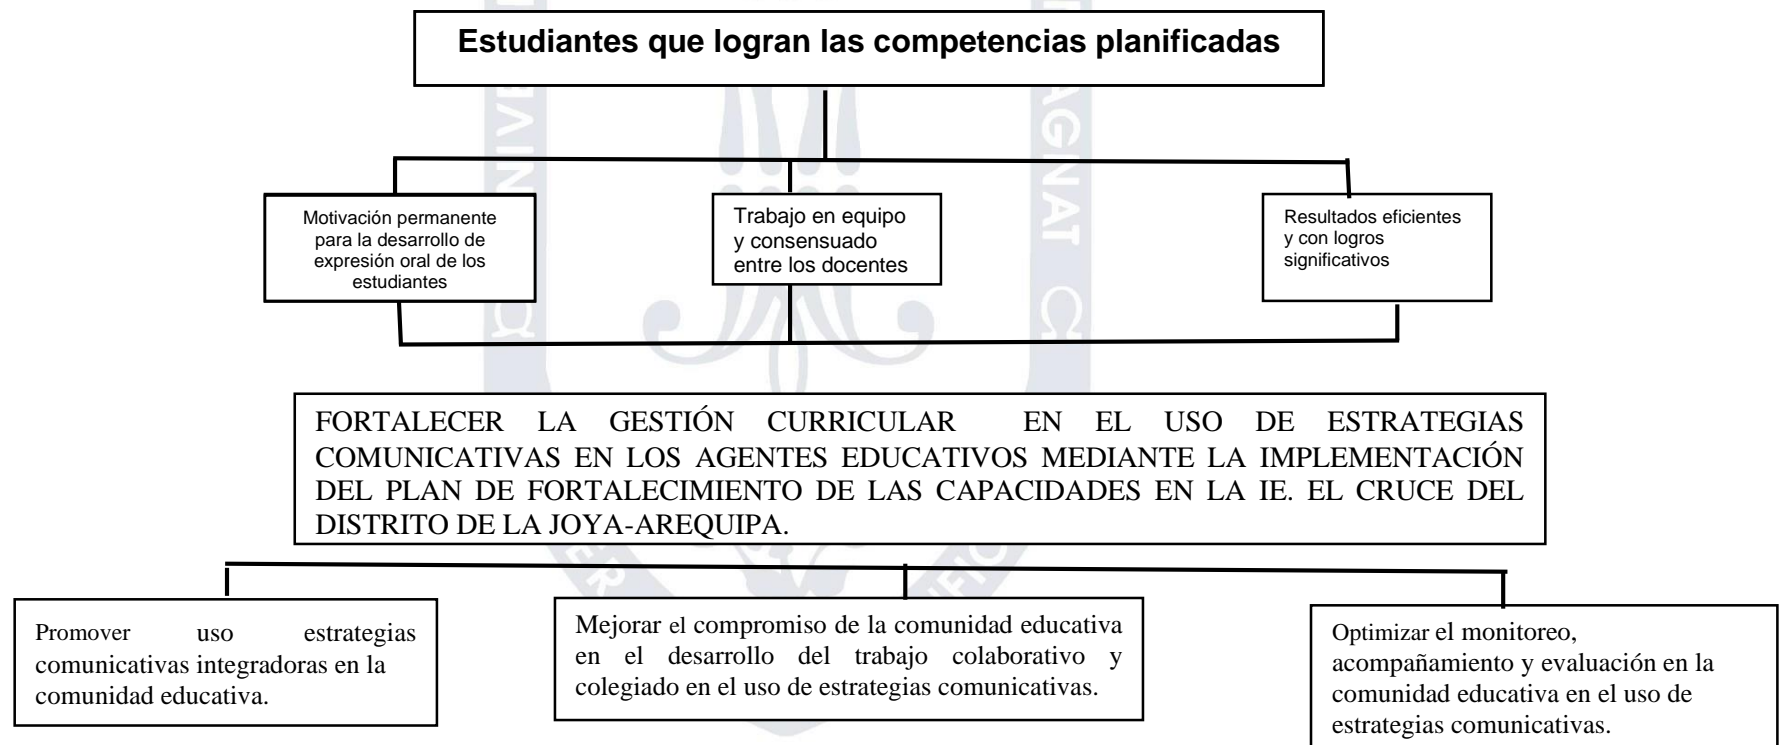 Estudiantes que logran las competencias planificadas
Motivación permanente
para la desarrollo de
expresión oral de los
estudiantes
Trabajo en equipo
y consensuado
entre los docentes
Resultados eficientes
y con logros
significativos
FORTALECER LA GESTIÓN CURRICULAR EN EL USO DE ESTRATEGIAS
COMUNICATIVAS EN LOS AGENTES EDUCATIVOS MEDIANTE LA IMPLEMENTACIÓN
DEL PLAN DE FORTALECIMIENTO DE LAS CAPACIDADES EN LA IE. EL CRUCE DEL
DISTRITO DE LA JOYA-AREQUIPA.
Promover uso estrategias
comunicativas integradoras en la
comunidad educativa.
Mejorar el compromiso de la comunidad educativa
en el desarrollo del trabajo colaborativo y
colegiado en el uso de estrategias comunicativas.
Optimizar el monitoreo,
acompañamiento y evaluación en la
comunidad educativa en el uso de
estrategias comunicativas.